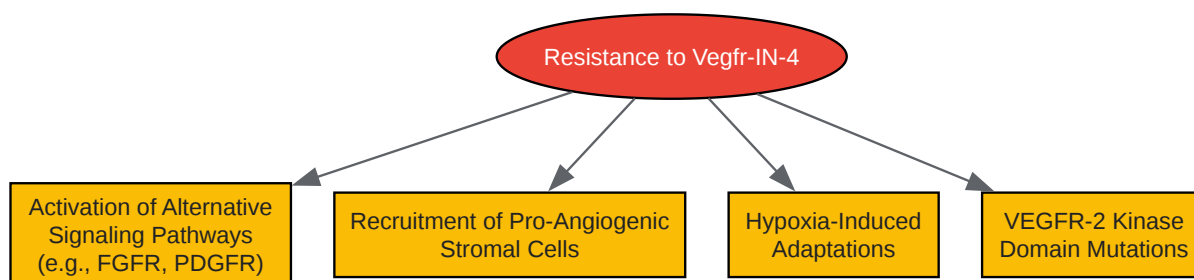 Resistance to Vegfr-IN-4
Activation of Alternative
Signaling Pathways
(e.g., FGFR, PDGFR)
Recruitment of Pro-Angiogenic
Stromal Cells
Hypoxia-Induced
Adaptations
VEGFR-2 Kinase
Domain Mutations